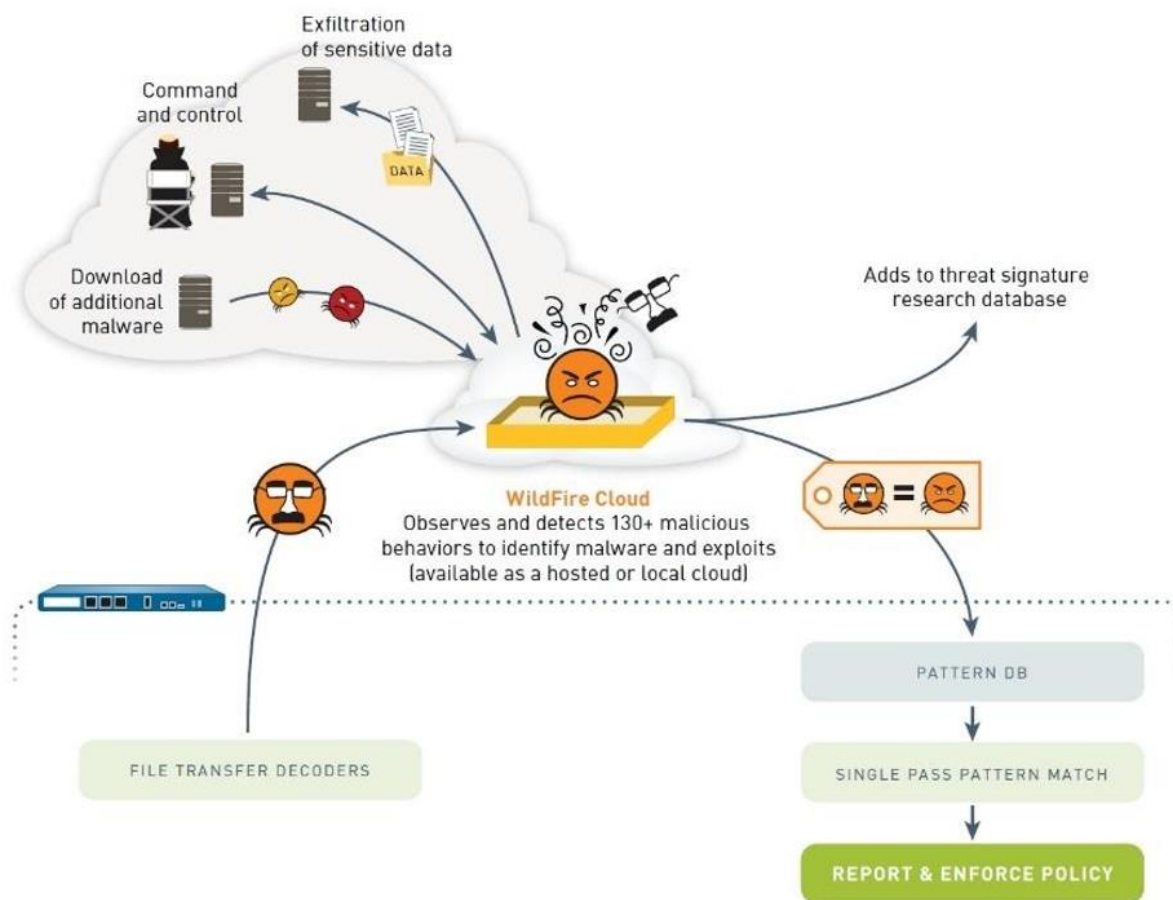 Exfiltration
of sensitive data
Command
and control
DATA
Download
of additional
malware
Adds to threat signature
research database
WildFire Cloud
Observes and detects 130+ malicious
behaviors to identify malware and exploits
(available as a hosted or local cloud)
=
PATTERN DB
FILE TRANSFER DECODERS
SINGLE PASS PATTERN MATCH
REPORT & ENFORCE POLICY